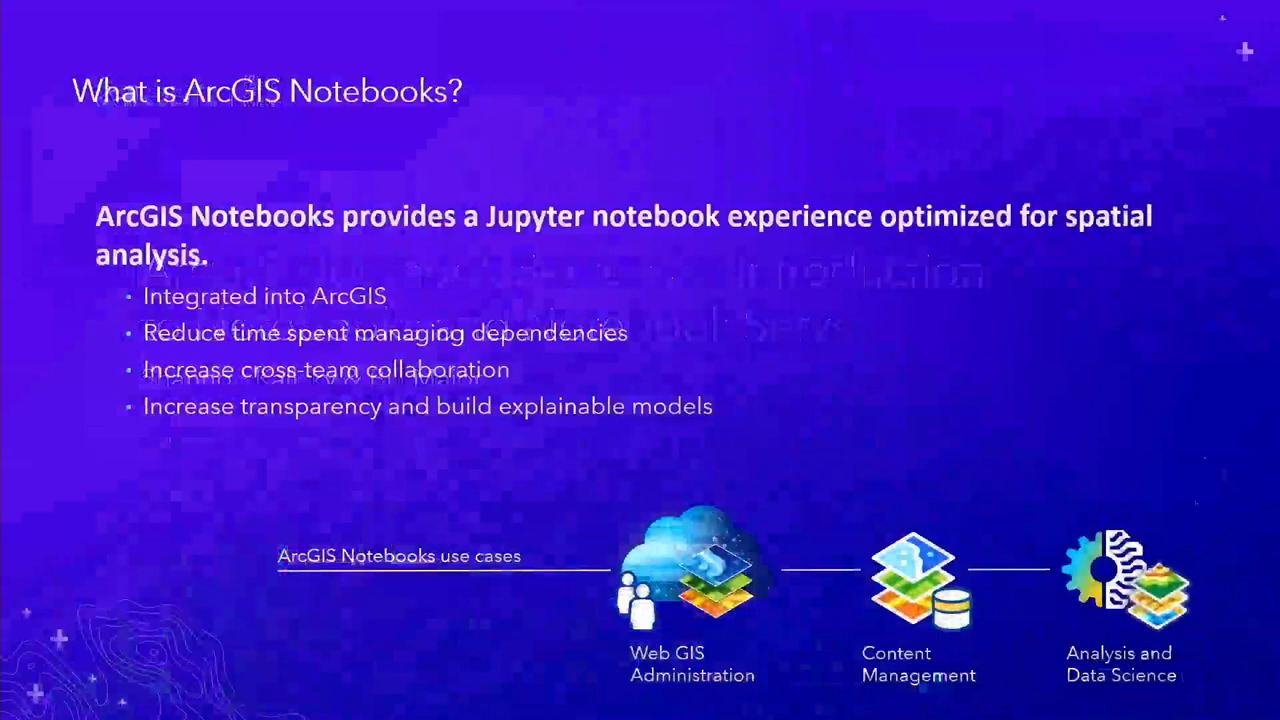 What is ArcGIS Notebooks?
ArcGIS Notebooks provides a Jupyter notebook experience optimized for spatial
analysis.
• Integrated into ArcGIS
• Reduce time spent managing dependencies
• Increase cross-team collaboration
• Increase transparency and build explainable models
ArcGIS Notebooks use cases
Web GIS
Administration
Content
Management
Analysis and
Data Science